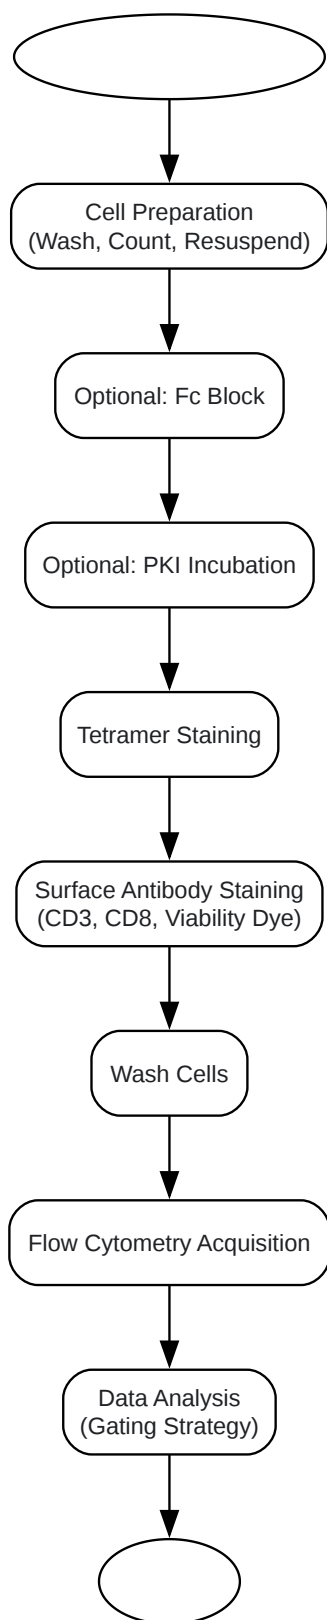 Cell Preparation
(Wash, Count, Resuspend)
Optional: Fc Block
Optional: PKI Incubation
Tetramer Staining
Surface Antibody Staining
(CD3, CD8, Viability Dye)
Wash Cells
Flow Cytometry Acquisition
Data Analysis
(Gating Strategy)